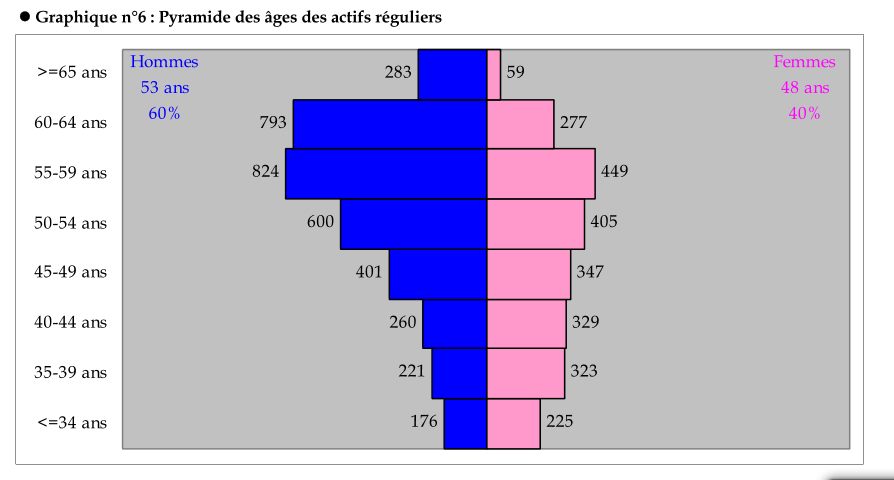 ● Graphique n°6 : Pyramide des âges des actifs réguliers
Hommes
53 ans
60%
Femmes
48 ans
40%
>=65 ans 283 59
60-64 ans 793 277
55-59 ans 824 449
50-54 ans 600 405
45-49 ans 401 347
40-44 ans 260 329
35-39 ans 221 323
<=34 ans 176 225